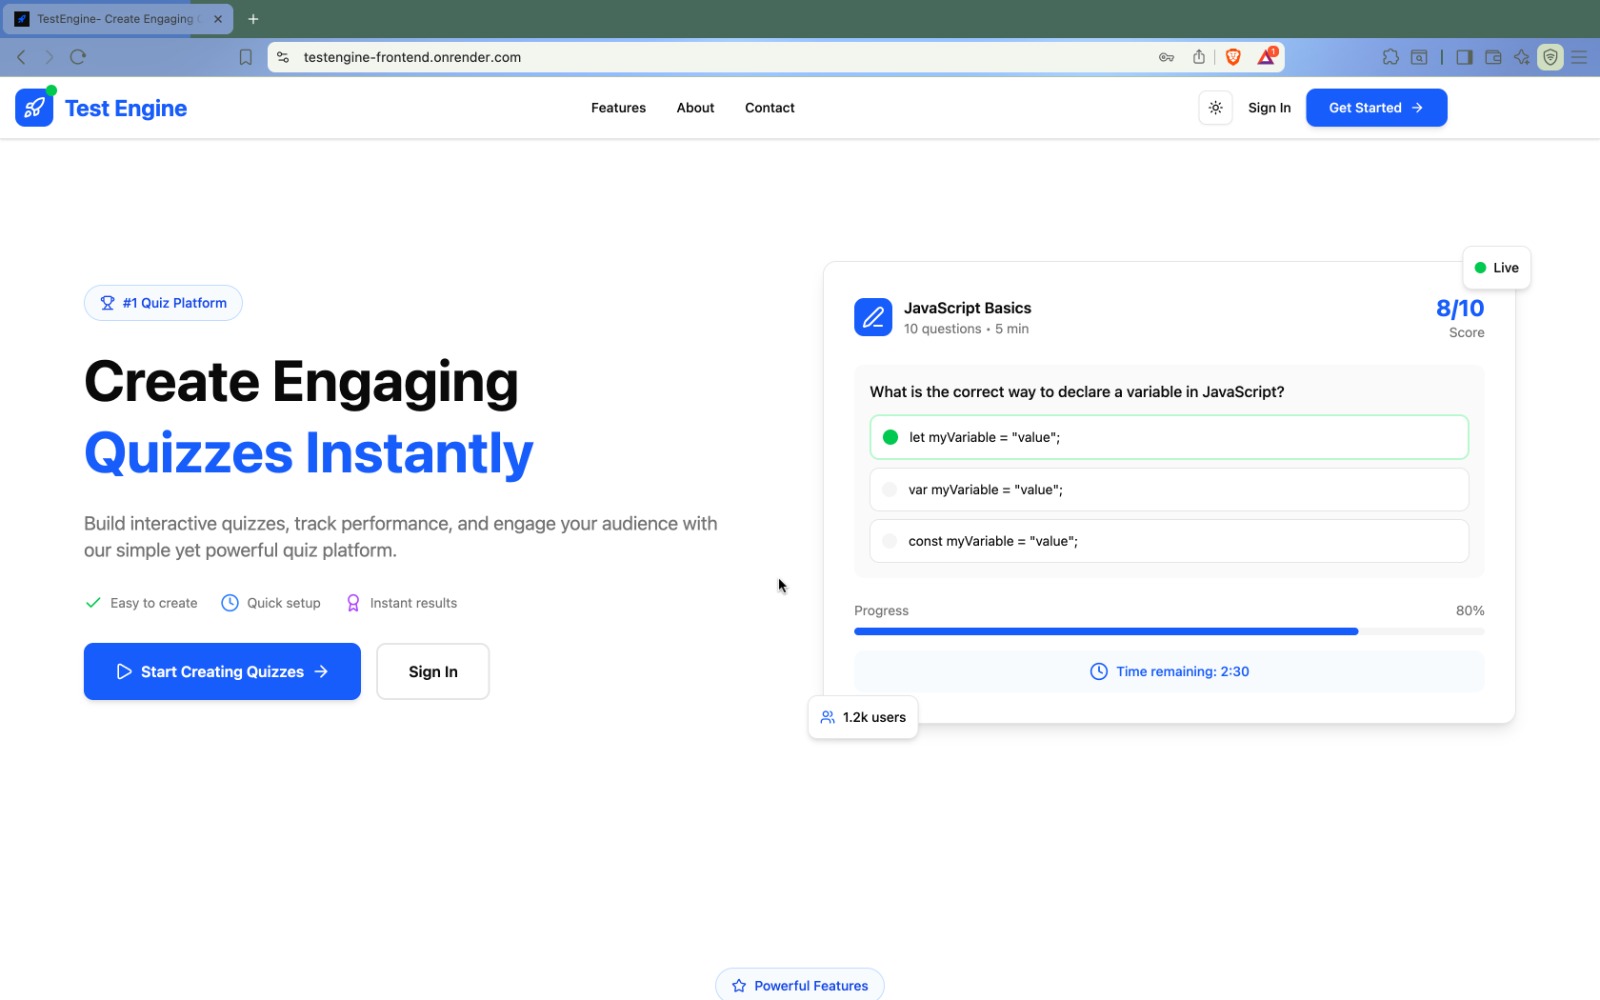 TestEngine- Create Engaging
testengine-frontend.onrender.com
1
Test Engine
Features
About
Contact
Sign In
Get Started
#1 Quiz Platform
Create Engaging
Quizzes Instantly
Build interactive quizzes, track performance, and engage your audience with
our simple yet powerful quiz platform.
Easy to create
Quick setup
Instant results
Start Creating Quizzes
Sign In
Live
JavaScript Basics
10 questions • 5 min
8/10
Score
What is the correct way to declare a variable in JavaScript?
let myVariable = "value";
var myVariable = "value";
const myVariable = "value";
Progress
80%
Time remaining: 2:30
1.2k users
Powerful Features